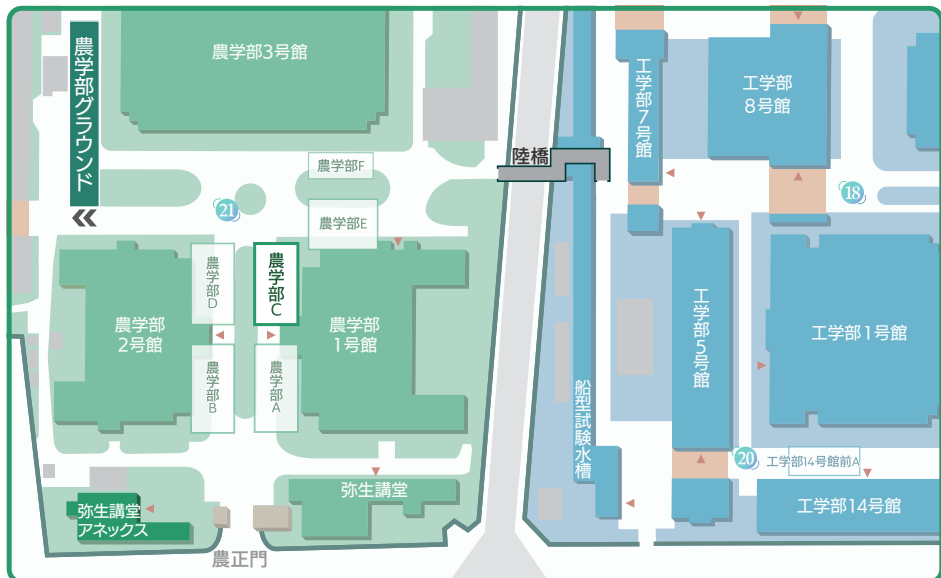 農学部グラウンド
農学部3号館
農学部F
農学部E
21
農学部D
農学部C
農学部
2号館
農学部
1号館
農学部B
農学部A
弥生講堂
アネックス
弥生講堂
農正門
陸橋
工学部7号館
工学部
8号館
18
工学部5号館
工学部1号館
船型試験水槽
20
工学部14号館前A
工学部14号館